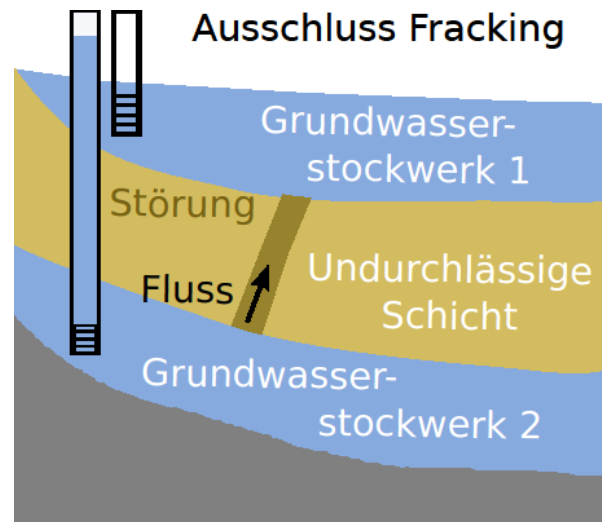 Ausschluss Fracking
Grundwasser-
stockwerk 1
Störung
Undurchlässige
Schicht
Fluss
Grundwasser-
stockwerk 2